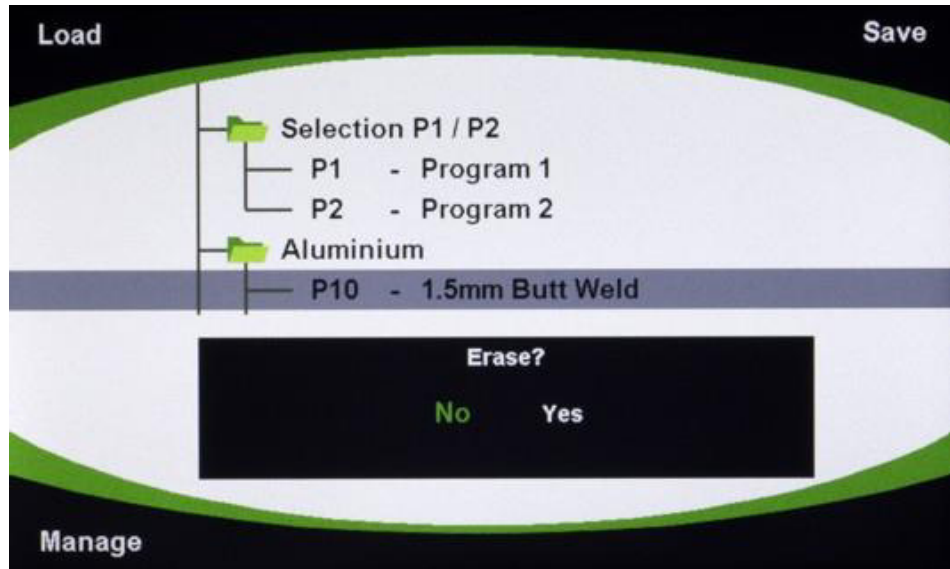 Load Save
Selection P1 / P2
P1 - Program 1
P2 - Program 2
Aluminium
P10 - 1.5mm Butt Weld
Erase?
No Yes
Manage